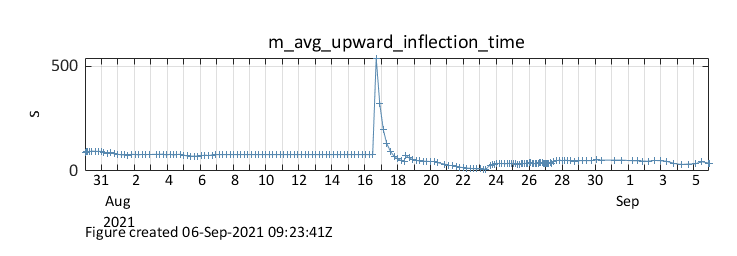 m_avg_upward_inflection_time
500
s
0
31 2 4 6 8 10 12 14 16 18 20 22 24 26 28 30 1 3 5
Aug Sep
2021
Figure created 06-Sep-2021 09:23:41Z